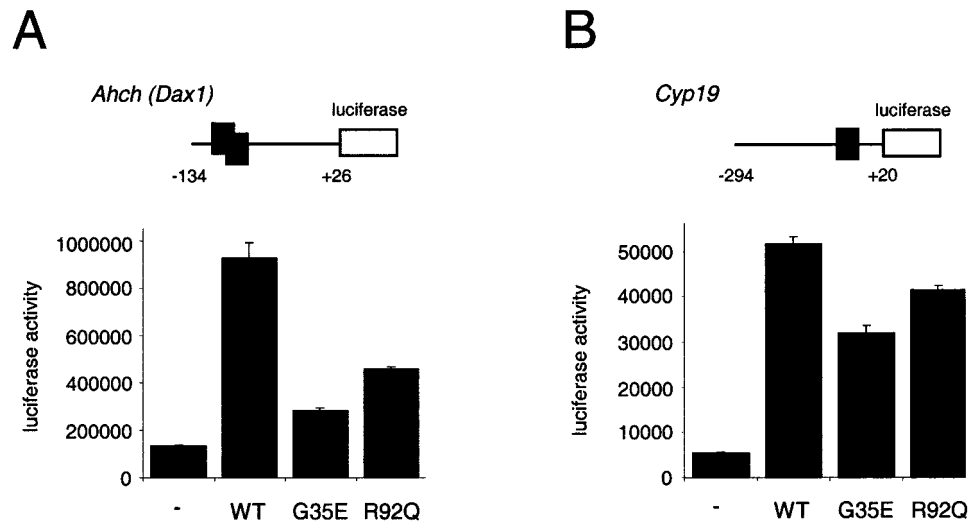 A
Ahch (Dax1)
luciferase
-134
+26
luciferase activity
1000000
800000
600000
400000
200000
0
-
WT
G35E
R92Q
B
Cyp19
luciferase
-294
+20
luciferase activity
50000
40000
30000
20000
10000
0
-
WT
G35E
R92Q